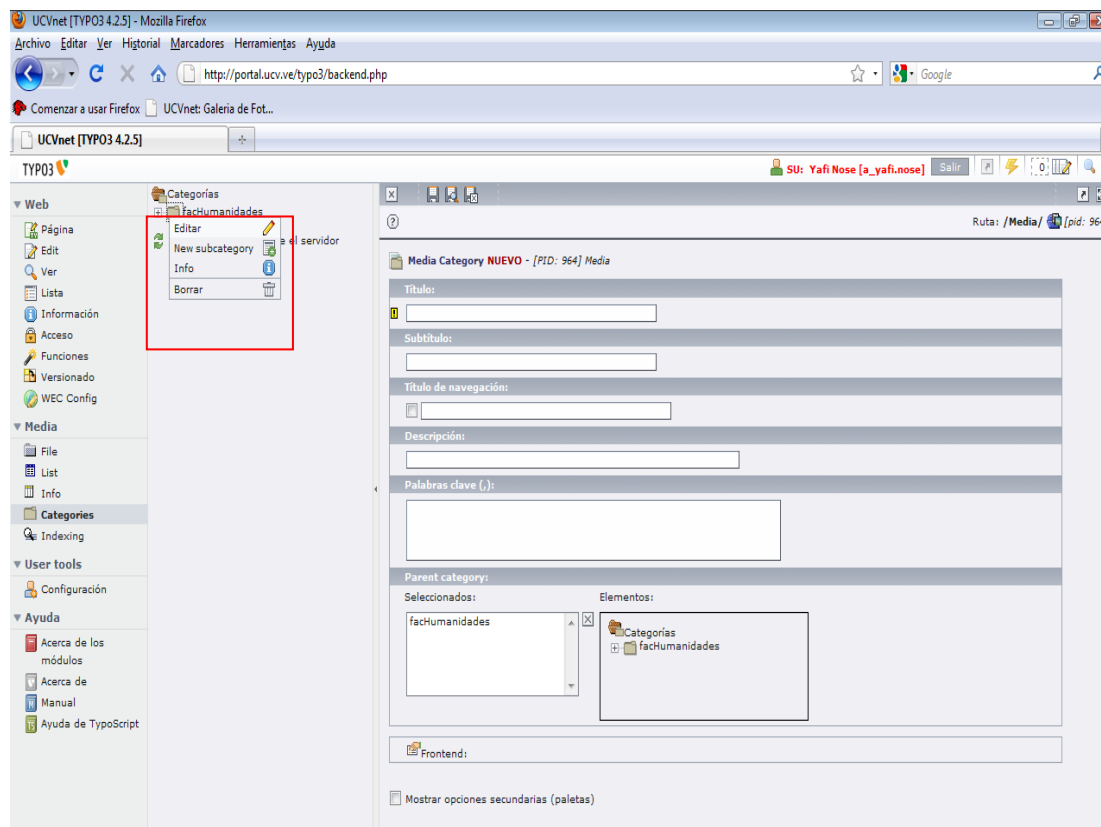 UCVnet [TYPO3 4.2.5] - Mozilla Firefox
Archivo Editar Ver Historial Marcadores Herramientas Ayuda
http://portal.ucv.ve/typo3/backend.php
Google
Comenzar a usar Firefox UCVnet: Galeria de Fot...
UCVnet [TYPO3 4.2.5]
TYPO3
SU: Yafi Nose [a_yafi.nose] Salir 0
Web
Página
Edit
Ver
Lista
Información
Acceso
Funciones
Versionado
WEC Config
Media
File
List
Info
Categories
Indexing
User tools
Configuración
Ayuda
Acerca de los
módulos
Acerca de
Manual
Ayuda de TypoScript
Categorías
facHumanidades
e el servidor
Editar
New subcategory
Info
Borrar
Ruta: /Media/ [pid: 964
Media Category NUEVO - [PID: 964] Media
Título:
Subtítulo:
Título de navegación:
Descripción:
Palabras clave (,):
Parent category:
Seleccionados: Elementos:
facHumanidades
Categorías
facHumanidades
Frontend:
Mostrar opciones secundarias (paletas)